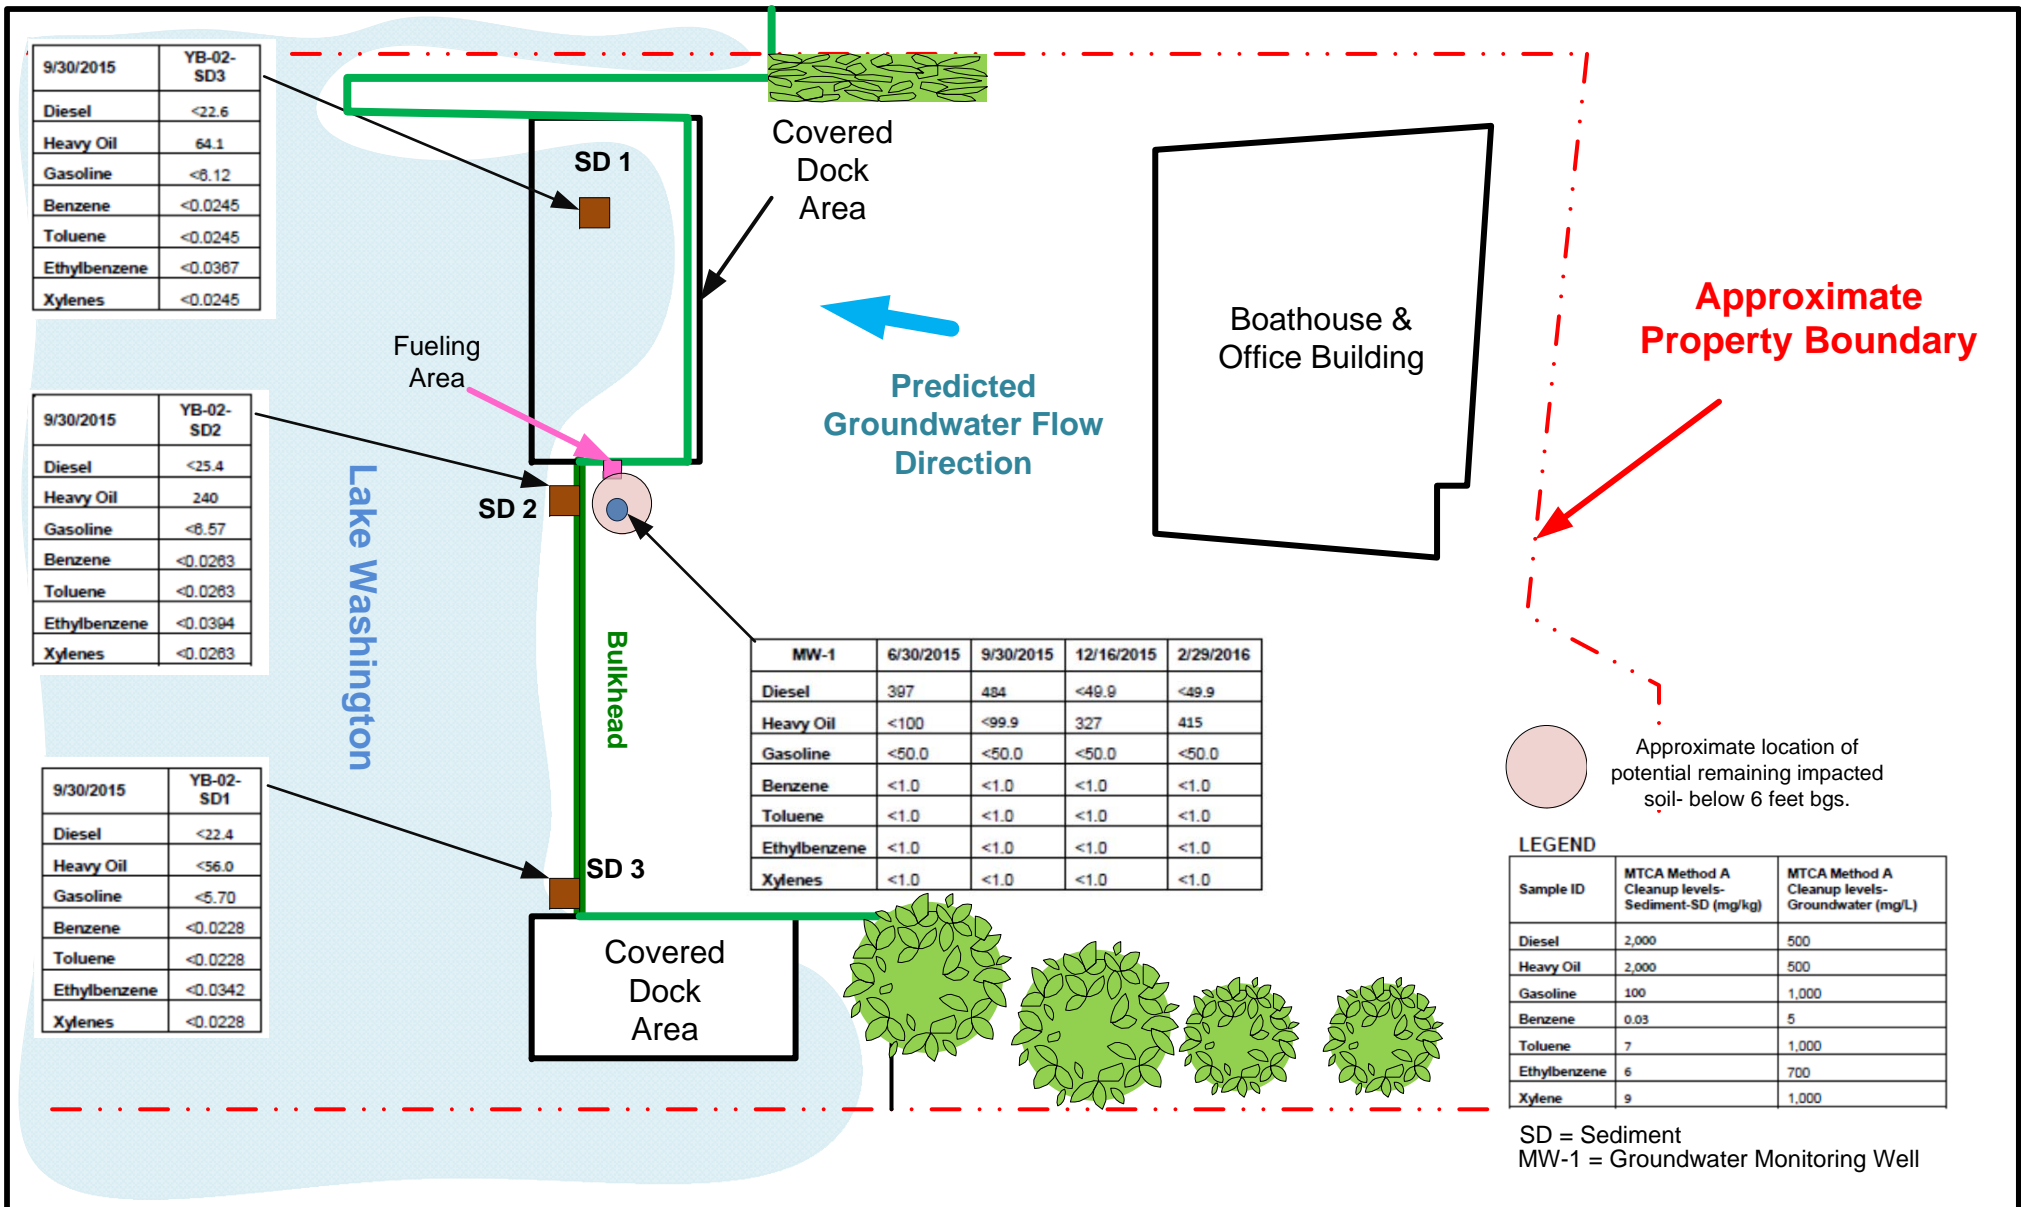 9/30/2015 YB-02-
SD3
Diesel <22.6
Heavy Oil 64.1
Gasoline <6.12
Benzene <0.0245
Toluene <0.0245
Ethylbenzene <0.0367
Xylenes <0.0245
SD 1
Covered
Dock
Area
Fueling
Area
9/30/2015 YB-02-
SD2
Diesel <25.4
Heavy Oil 240
Gasoline <6.57
Benzene <0.0263
Toluene <0.0263
Ethylbenzene <0.0394
Xylenes <0.0263
SD 2
Lake Washington
Predicted
Groundwater Flow
Direction
Boathouse &
Office Building
Approximate
Property Boundary
Bulkhead
9/30/2015 YB-02-
SD1
Diesel <22.4
Heavy Oil <56.0
Gasoline <5.70
Benzene <0.0228
Toluene <0.0228
Ethylbenzene <0.0342
Xylenes <0.0228
SD 3
Covered
Dock
Area
MW-1 6/30/2015 9/30/2015 12/16/2015 2/29/2016
Diesel 397 484 <49.9 <49.9
Heavy Oil <100 <99.9 327 415
Gasoline <50.0 <50.0 <50.0 <50.0
Benzene <1.0 <1.0 <1.0 <1.0
Toluene <1.0 <1.0 <1.0 <1.0
Ethylbenzene <1.0 <1.0 <1.0 <1.0
Xylenes <1.0 <1.0 <1.0 <1.0
Approximate location of
potential remaining impacted
soil- below 6 feet bgs.
LEGEND
Sample ID MTCA Method A Cleanup levels- Sediment-SD (mg/kg) MTCA Method A Cleanup levels- Groundwater (mg/L)
Diesel 2,000 500
Heavy Oil 2,000 500
Gasoline 100 1,000
Benzene 0.03 5
Toluene 7 1,000
Ethylbenzene 6 700
Xylene 9 1,000
SD = Sediment
MW-1 = Groundwater Monitoring Well